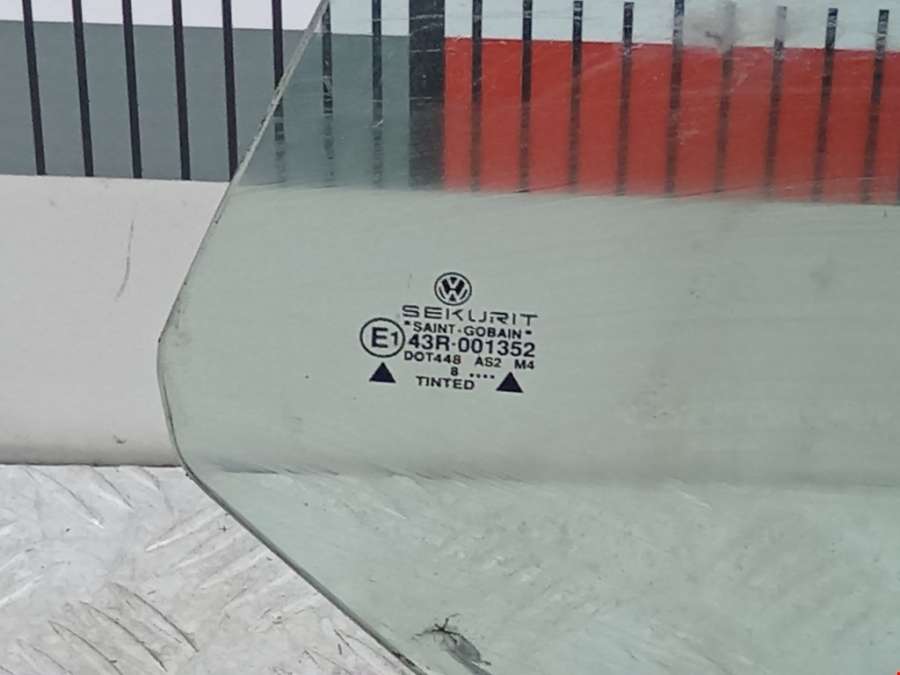 SEKURIT
"SAINT-GOBAIN"
E1 43R-001352
DOT448 AS2 M4
8 ....
TINTED